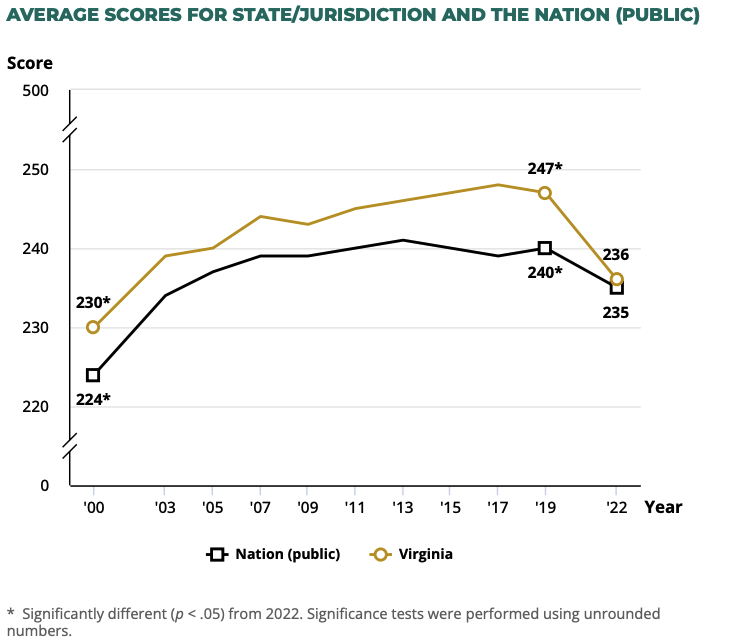 AVERAGE SCORES FOR STATE/JURISDICTION AND THE NATION (PUBLIC)
Score
500
250
240
230
220
0
247*
236
230*
240*
235
224*
'00 '03 '05 '07 '09 '11 '13 '15 '17 '19 '22 Year
Nation (public) Virginia
* Significantly different (p < .05) from 2022. Significance tests were performed using unrounded
numbers.